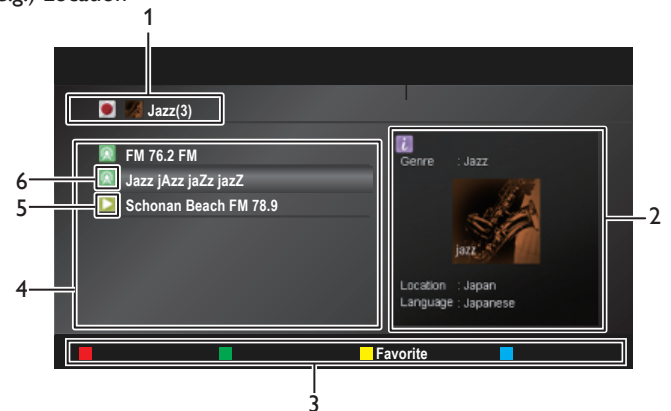 e.g.) Location
1
Jazz(3)
FM 76.2 FM
Jazz jAzz jaZz jazZ
Schonan Beach FM 78.9
6
5
4
i
Genre : Jazz
jazz
Location : Japan
Language : Japanese
2
Favorite
3